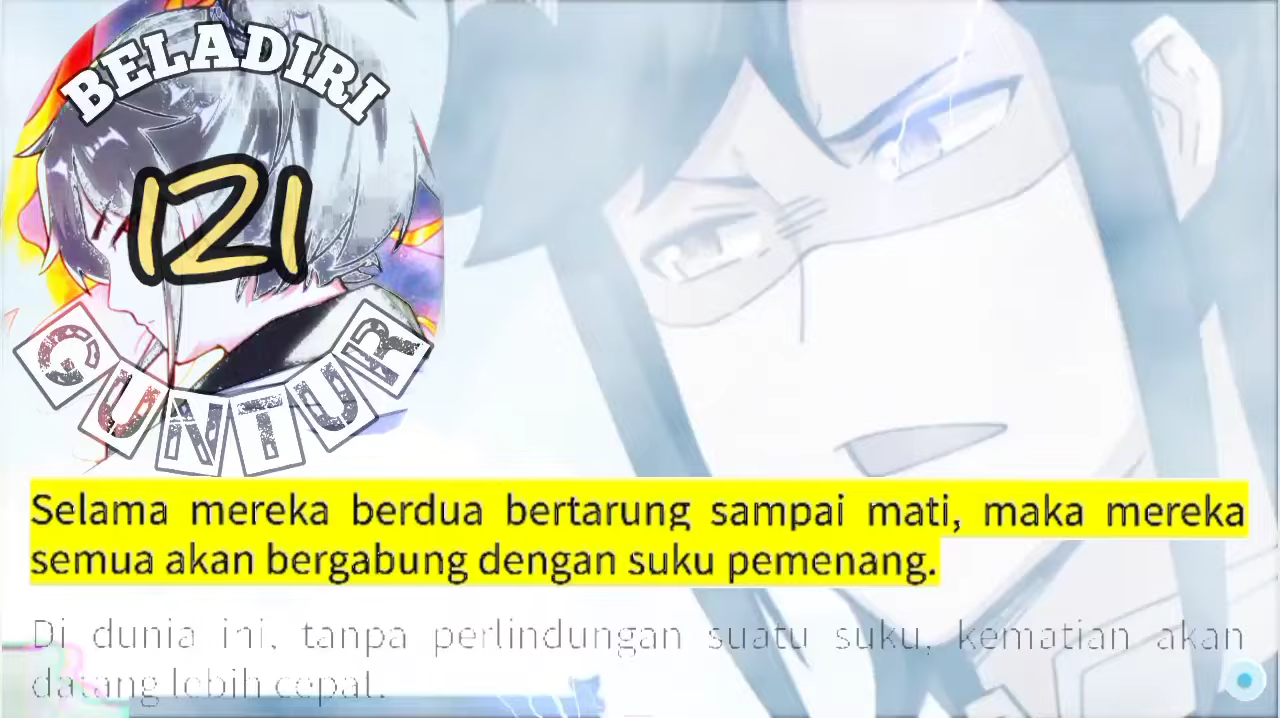 BELADIRI
121
GUNTUR
Selama mereka berdua bertarung sampai mati, maka mereka
semua akan bergabung dengan suku pemenang.
Di dunia ini, tanpa perlindungan suatu suku, kematian akan
datang lebih cepat.